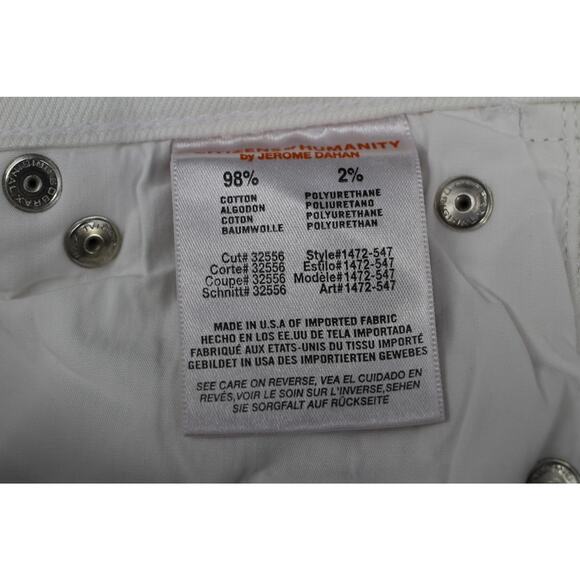 CITIZENS of HUMANITY
by JEROME DAHAN
98% 2%
COTTON POLYURETHANE
ALGODON POLIURETANO
COTON POLYURETHANE
BAUMWOLLE POLYURETHAN
Cut# 32556 Style#1472-547
Corte# 32556 Estilo#1472-547
Coupe# 32556 Modèle#1472-547
Schnitt# 32556 Art#1472-547
MADE IN U.S.A OF IMPORTED FABRIC
HECHO EN LOS EE.UU DE TELA IMPORTADA
FABRIQUÉ AUX ETATS-UNIS DU TISSU IMPORTÉ
GEBILDET IN USA DES IMPORTIERTEN GEWEBES
SEE CARE ON REVERSE, VEA EL CUIDADO EN
REVÉS,VOIR LE SOIN SUR L'INVERSE,SEHEN
SIE SORGFALT AUF RÜCKSEITE